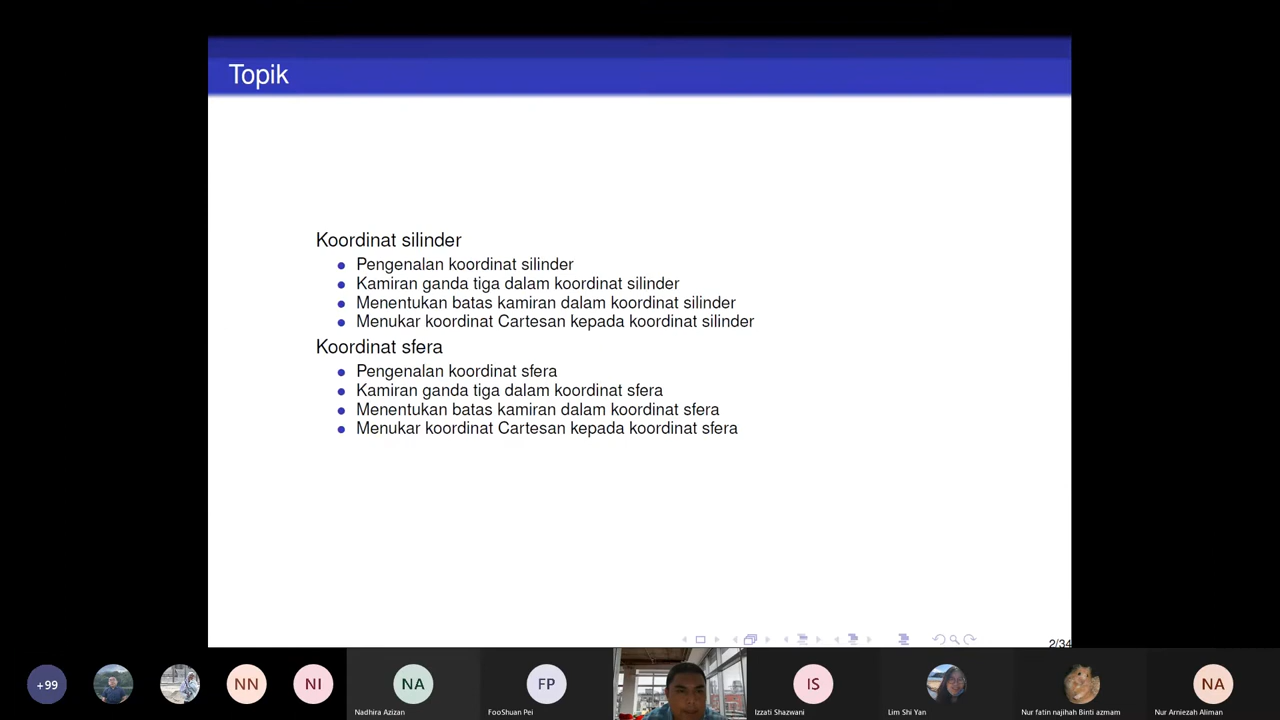 Topik
Koordinat silinder
Pengenalan koordinat silinder
Kamiran ganda tiga dalam koordinat silinder
Menentukan batas kamiran dalam koordinat silinder
Menukar koordinat Cartesan kepada koordinat silinder
Koordinat sfera
Pengenalan koordinat sfera
Kamiran ganda tiga dalam koordinat sfera
Menentukan batas kamiran dalam koordinat sfera
Menukar koordinat Cartesan kepada koordinat sfera
2/34
+99
NN
NI
NA
FP
IS
NA
Nadhira Azizan
FooShuan Pei
Izzati Shazwani
Lim Shi Yan
Nur fatin najihah Binti azmam
Nur Arniezah Aliman